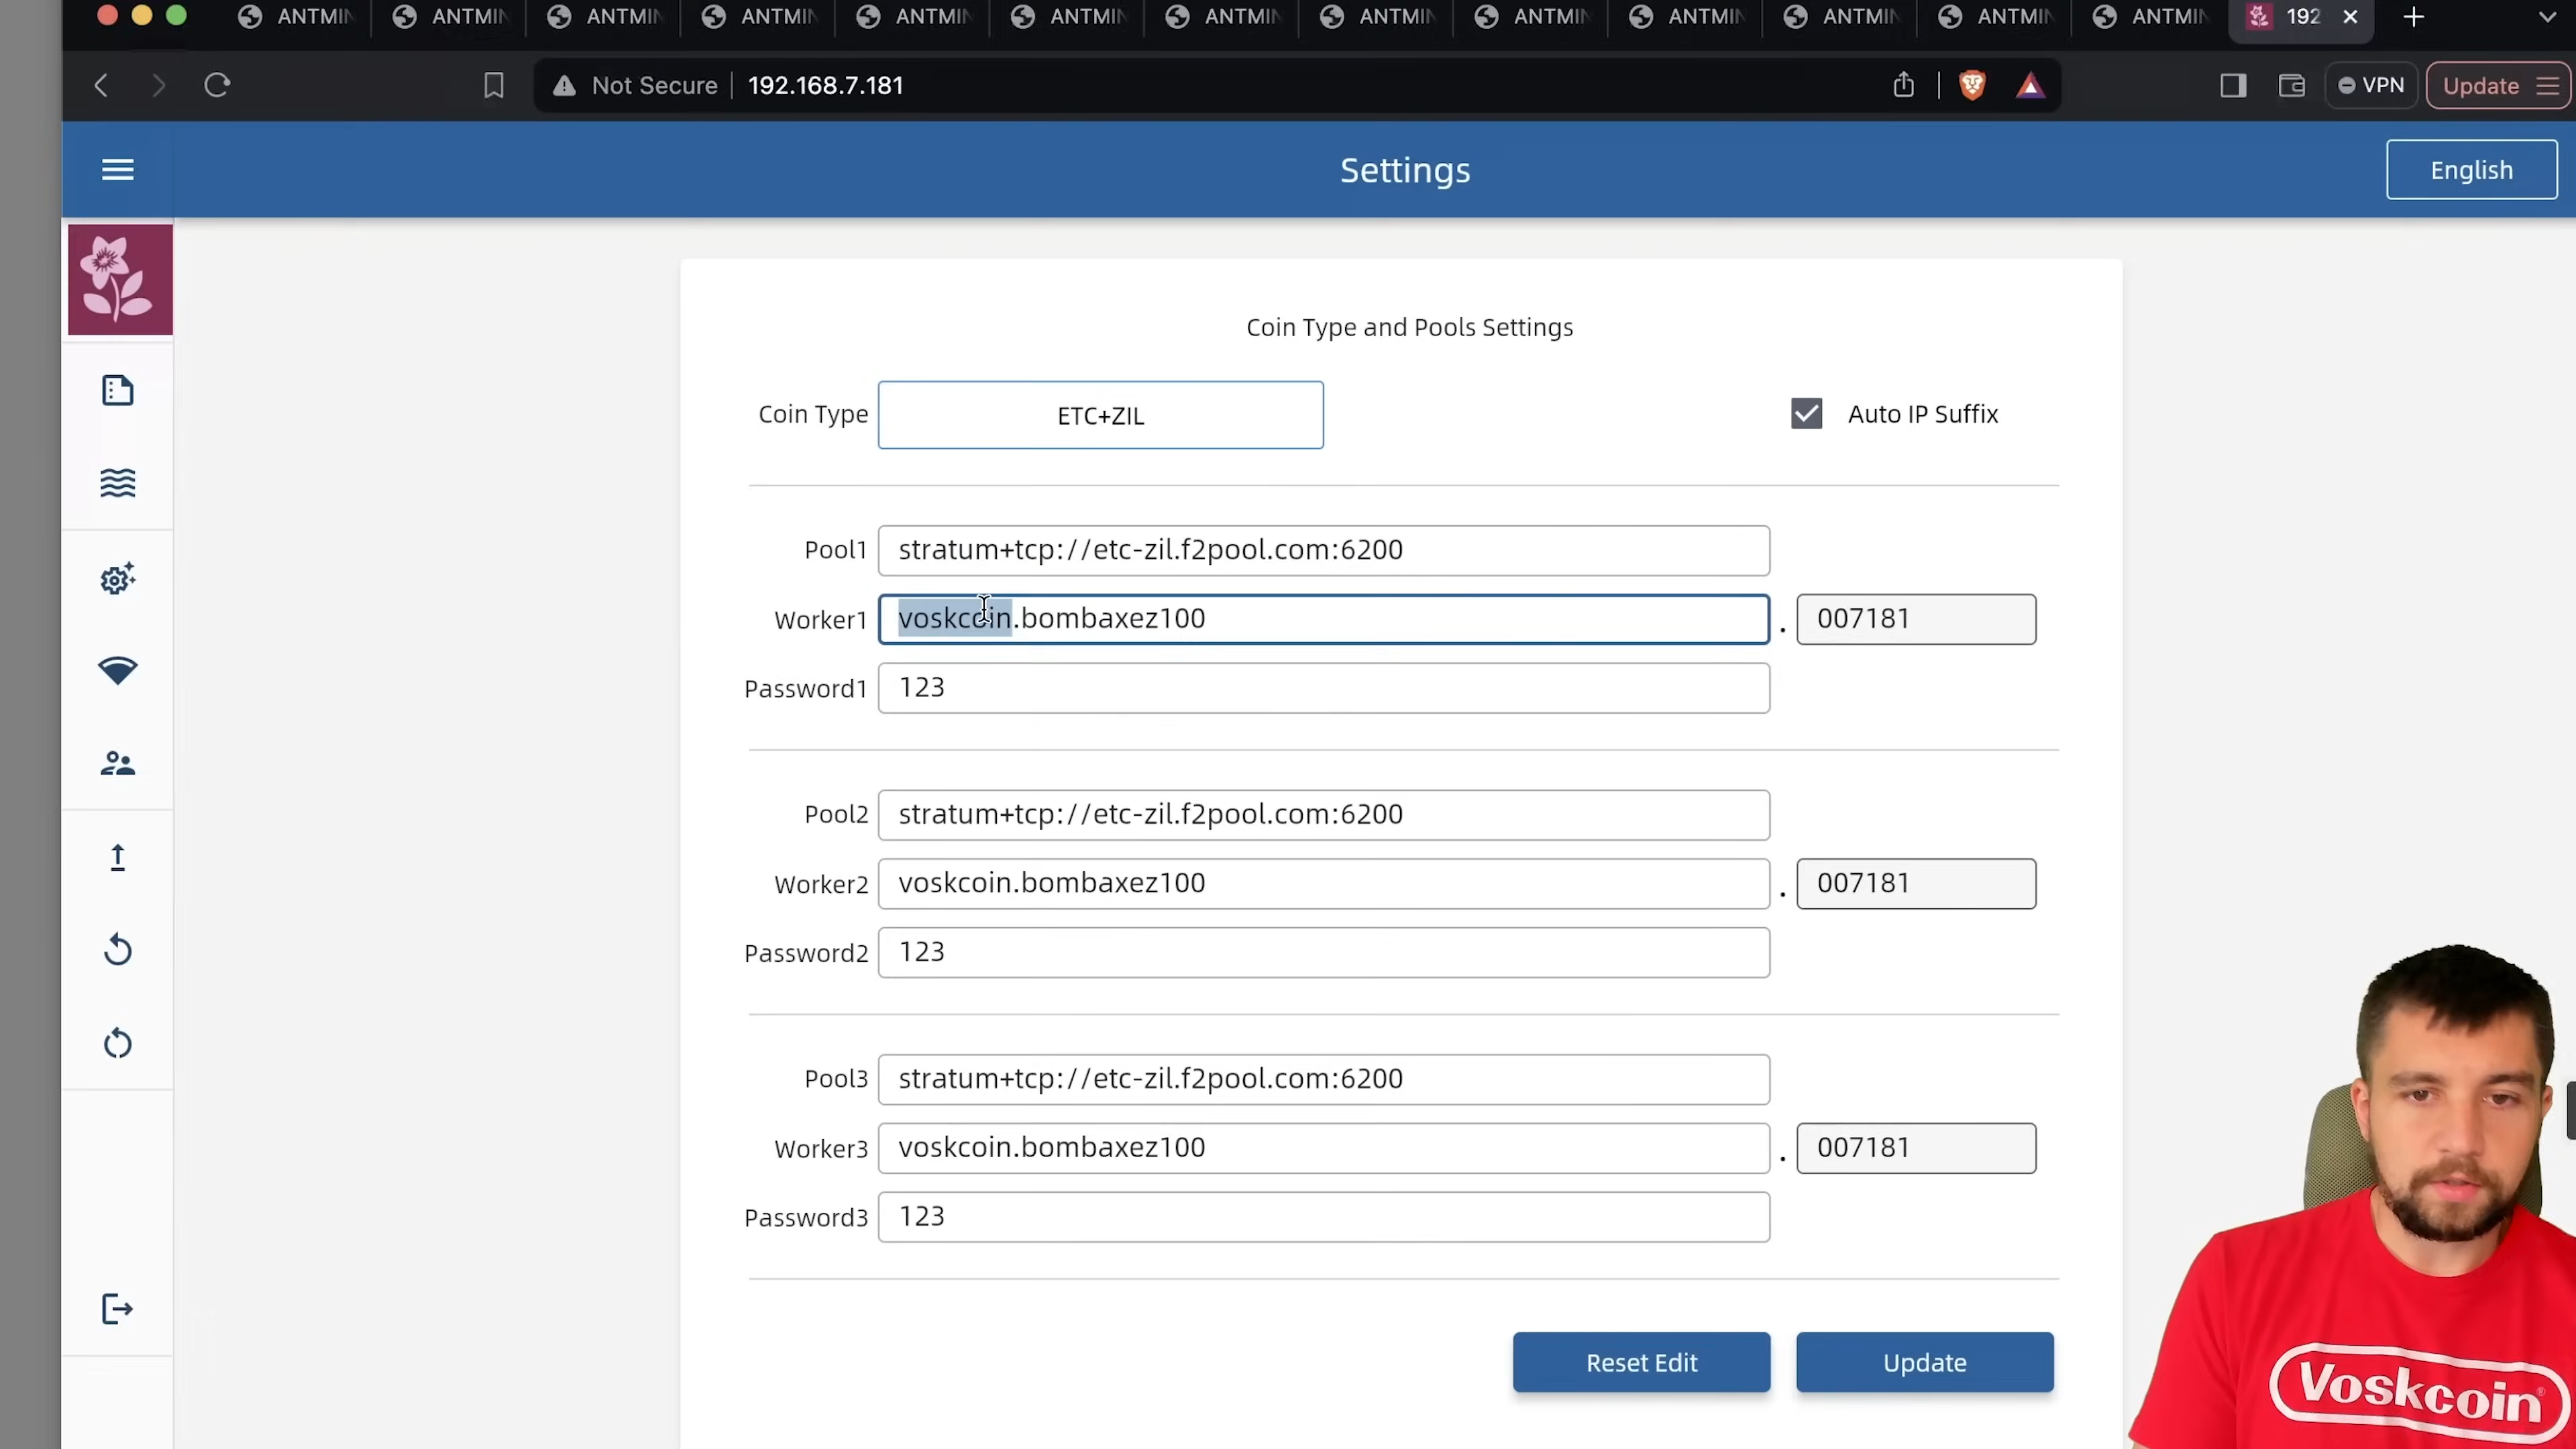 ANTMIN ANTMIN ANTMIN ANTMIN ANTMIN ANTMIN ANTMIN ANTMIN ANTMIN ANTMIN ANTMIN ANTMIN ANTMIN 192
Not Secure 192.168.7.181 VPN Update
Settings English
Coin Type and Pools Settings
Coin Type ETC+ZIL Auto IP Suffix
Pool1 stratum+tcp://etc-zil.f2pool.com:6200
Worker1 voskcoin.bombaxez100 . 007181
Password1 123
Pool2 stratum+tcp://etc-zil.f2pool.com:6200
Worker2 voskcoin.bombaxez100 . 007181
Password2 123
Pool3 stratum+tcp://etc-zil.f2pool.com:6200
Worker3 voskcoin.bombaxez100 . 007181
Password3 123
Reset Edit Update
Voskcoin®